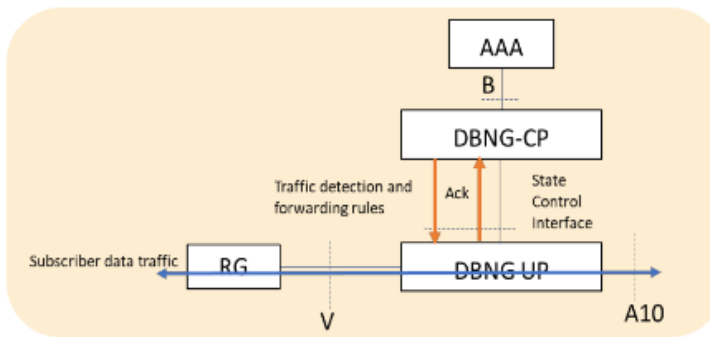 AAA
B
DBNG-CP
Traffic detection and
forwarding rules
Ack
State
Control
Interface
Subscriber data traffic
RG
DBNG UP
V
A10